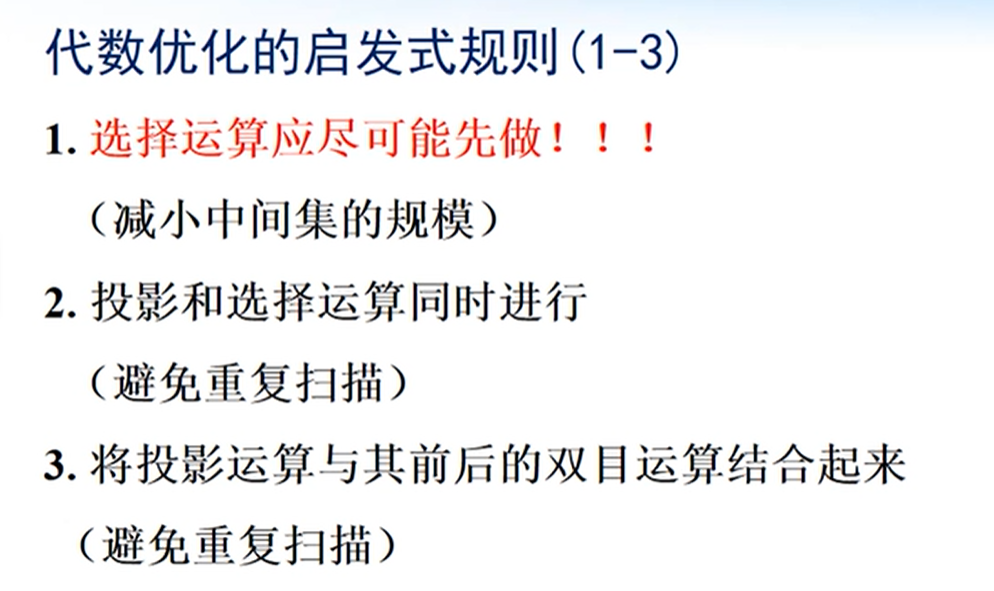 代数优化的启发式规则(1-3)
1. 选择运算应尽可能先做！！！
（减小中间集的规模）
2. 投影和选择运算同时进行
（避免重复扫描）
3. 将投影运算与其前后的双目运算结合起来
（避免重复扫描）